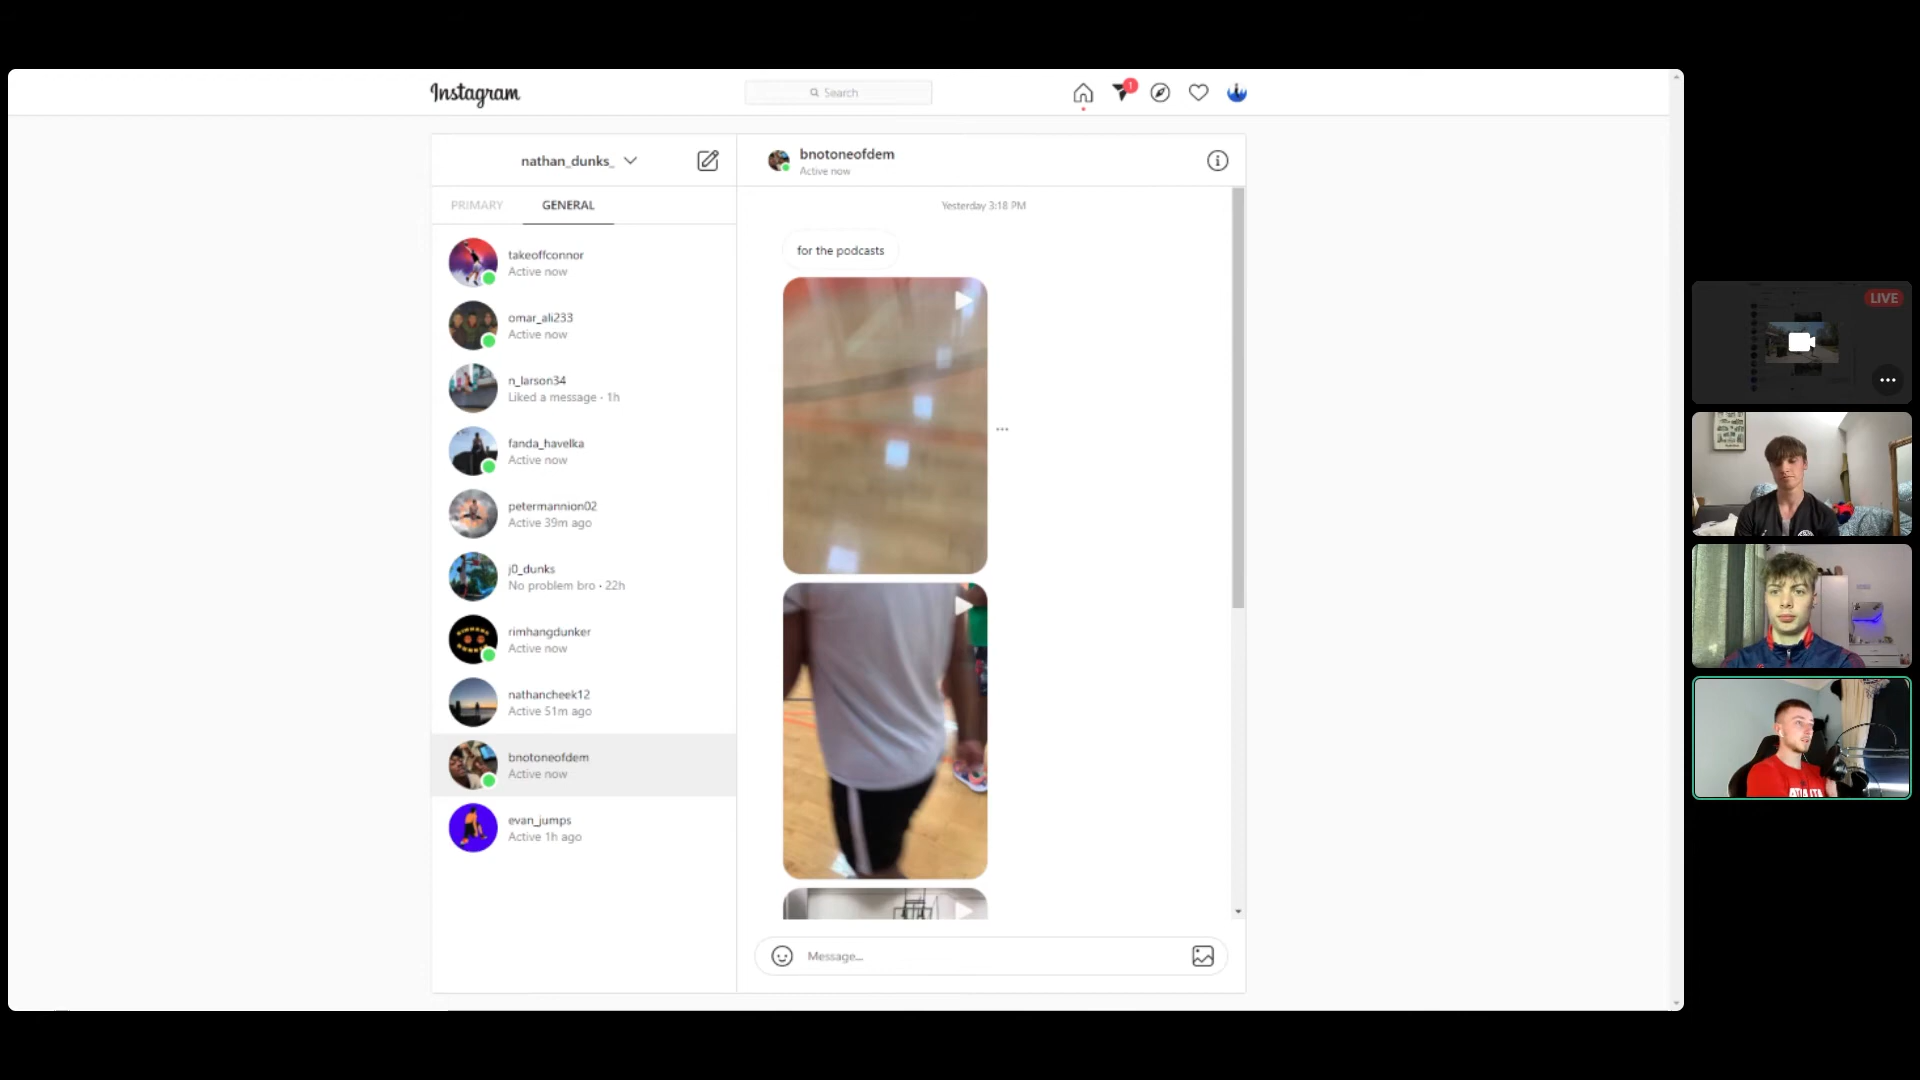 Instagram
Search
1
nathan_dunks_
PRIMARY
GENERAL
takeoffconnor
Active now
omar_ali233
Active now
n_larson34
Liked a message · 1h
fanda_havelka
Active now
petermannion02
Active 39m ago
j0_dunks
No problem bro · 22h
rimhangdunker
Active now
nathancheek12
Active 51m ago
bnotoneofdem
Active now
evan_jumps
Active 1h ago
bnotoneofdem
Active now
Yesterday 3:18 PM
for the podcasts
Message...
LIVE